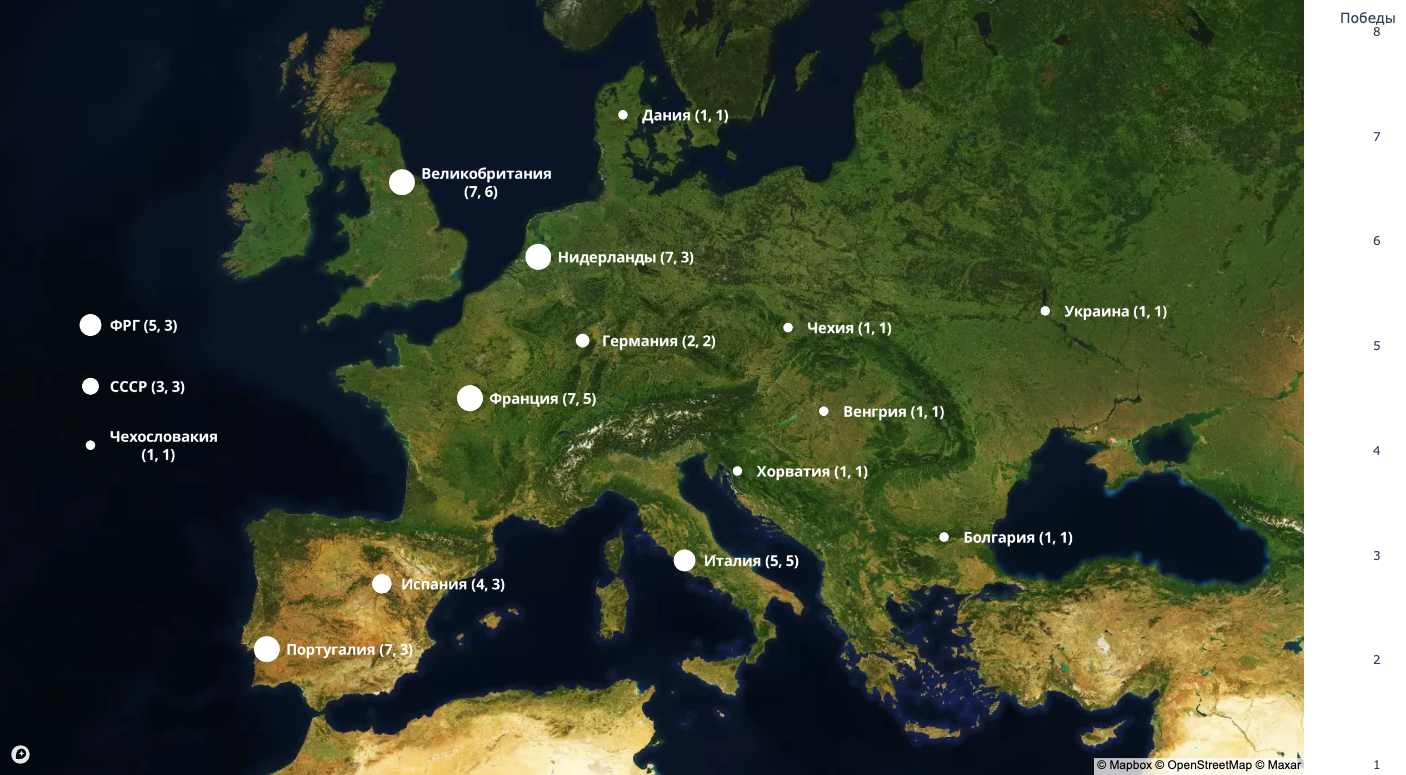 Победы
8
7
6
5
4
3
2
1
Дания (1, 1)
Великобритания
(7, 6)
Нидерланды (7, 3)
Украина (1, 1)
ФРГ (5, 3)
Чехия (1, 1)
Германия (2, 2)
СССР (3, 3)
Франция (7, 5)
Венгрия (1, 1)
Чехословакия
(1, 1)
Хорватия (1, 1)
Болгария (1, 1)
Италия (5, 5)
Испания (4, 3)
Португалия (7, 3)
© Mapbox © OpenStreetMap © Maxar